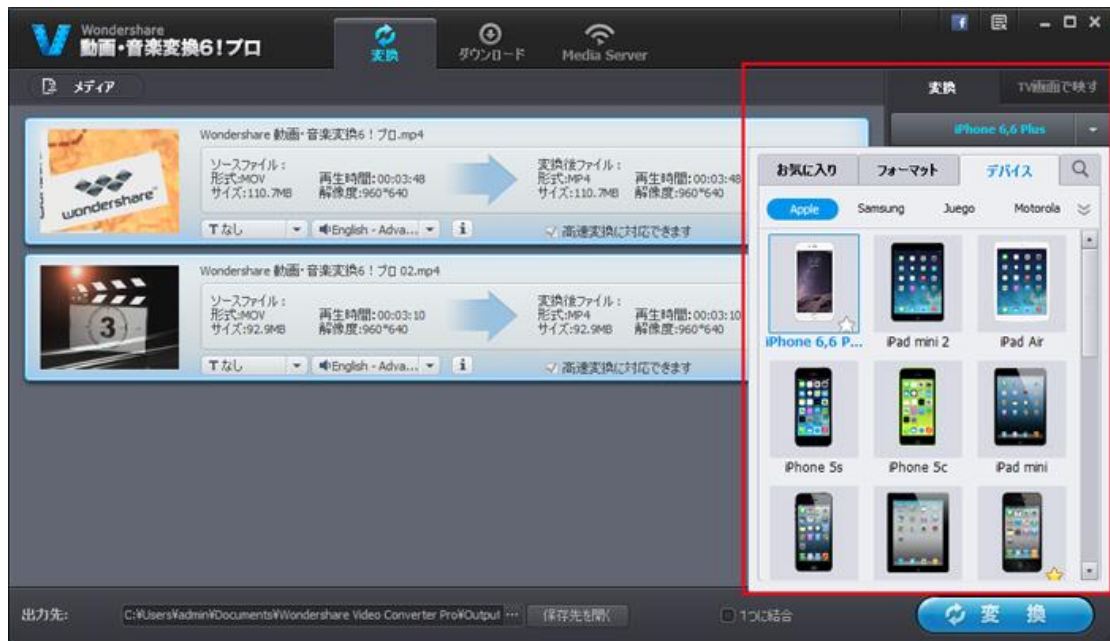 Wondershare
動画・音楽変換6!プロ
変換
ダウンロード
Media Server
メディア
変換
TV画面で映す
iPhone 6,6 Plus
Wondershare 動画・音楽変換6!プロ.mp4
ソースファイル:
形式:MOV 再生時間:00:03:48
サイズ:110.7MB 解像度:960*640
変換後ファイル:
形式:MP4 再生時間:00:03:48
サイズ:110.7MB 解像度:960*640
Tなし
English - Adva...
高速変換に対応できます
wondershare
Wondershare 動画・音楽変換6!プロ 02.mp4
ソースファイル:
形式:MOV 再生時間:00:03:10
サイズ:92.9MB 解像度:960*640
変換後ファイル:
形式:MP4 再生時間:00:03:10
サイズ:92.9MB 解像度:960*640
Tなし
English - Adva...
高速変換に対応できます
3
お気に入り
フォーマット
デバイス
Apple
Samsung
Juego
Motorola
iPhone 6,6 P...
iPad mini 2
iPad Air
iPhone 5s
iPhone 5c
iPad mini
出力先:
C:¥Users¥admin¥Documents¥Wondershare Video Converter Pro¥Output ...
保存先を開く
1つに結合
変換